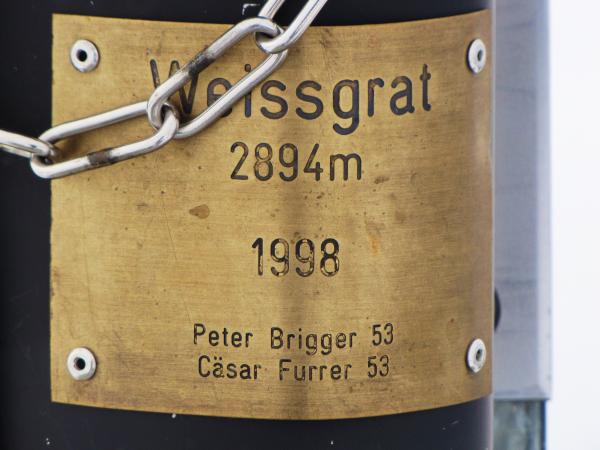 Weissgrat
2894m
1998
Peter Brigger 53
Cäsar Furrer 53